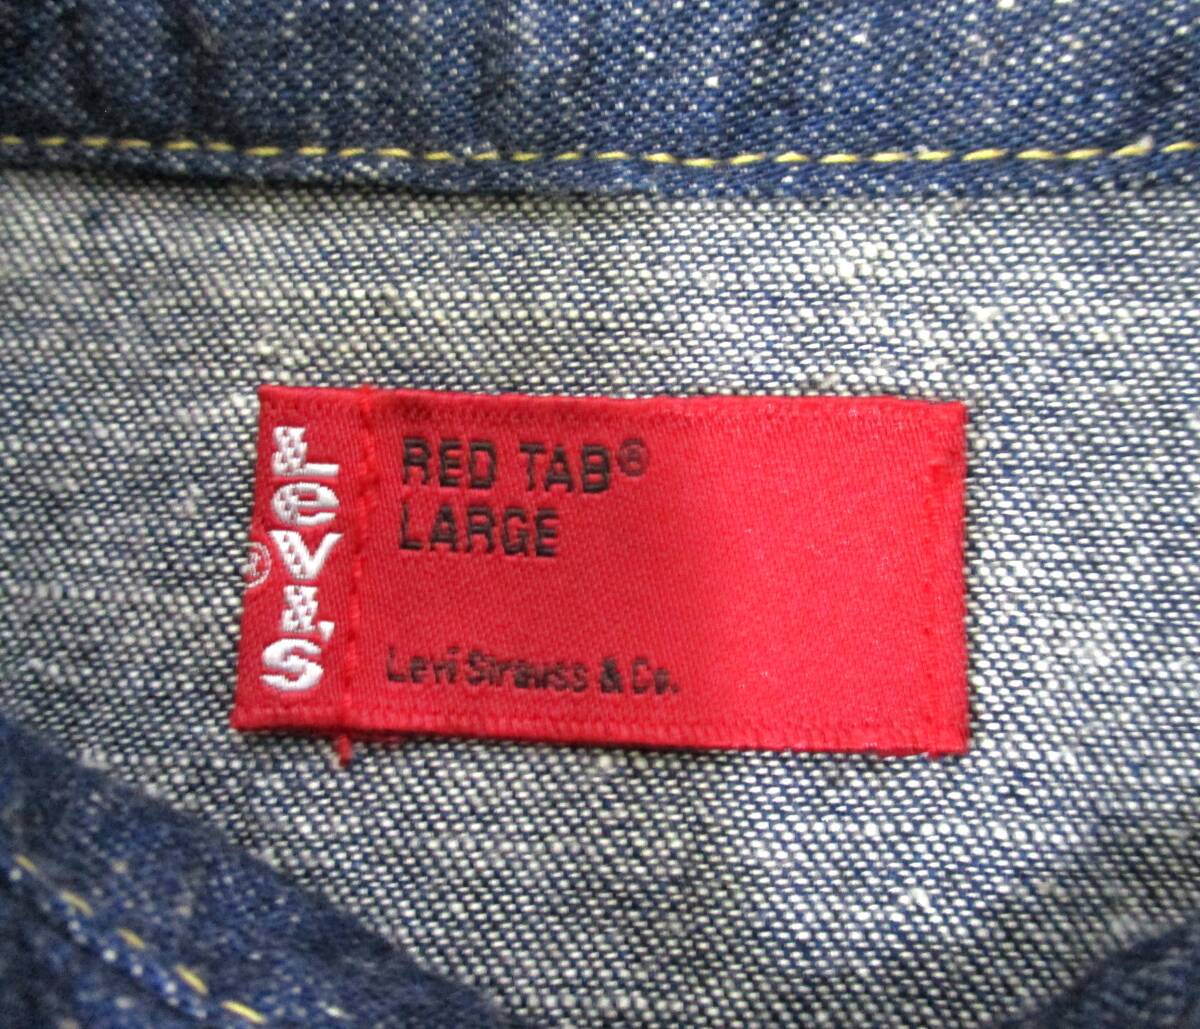 LeVi's
®
RED TAB®
LARGE
Levi Strauss & Co.